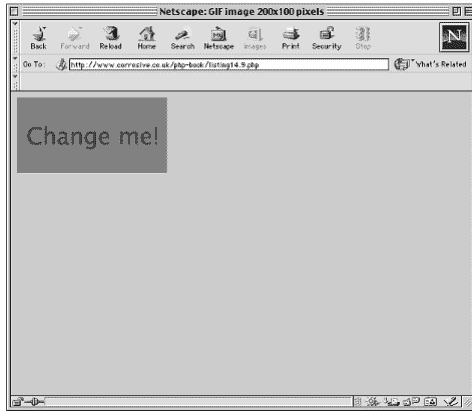 Netscape: GIF image 200x100 pixels
Back Forward Reload Home Search Netscape Images Print Security Stop
N
Go To: http://www.corrosive.co.uk/php-book/listing14.9.php What's Related
Change me!